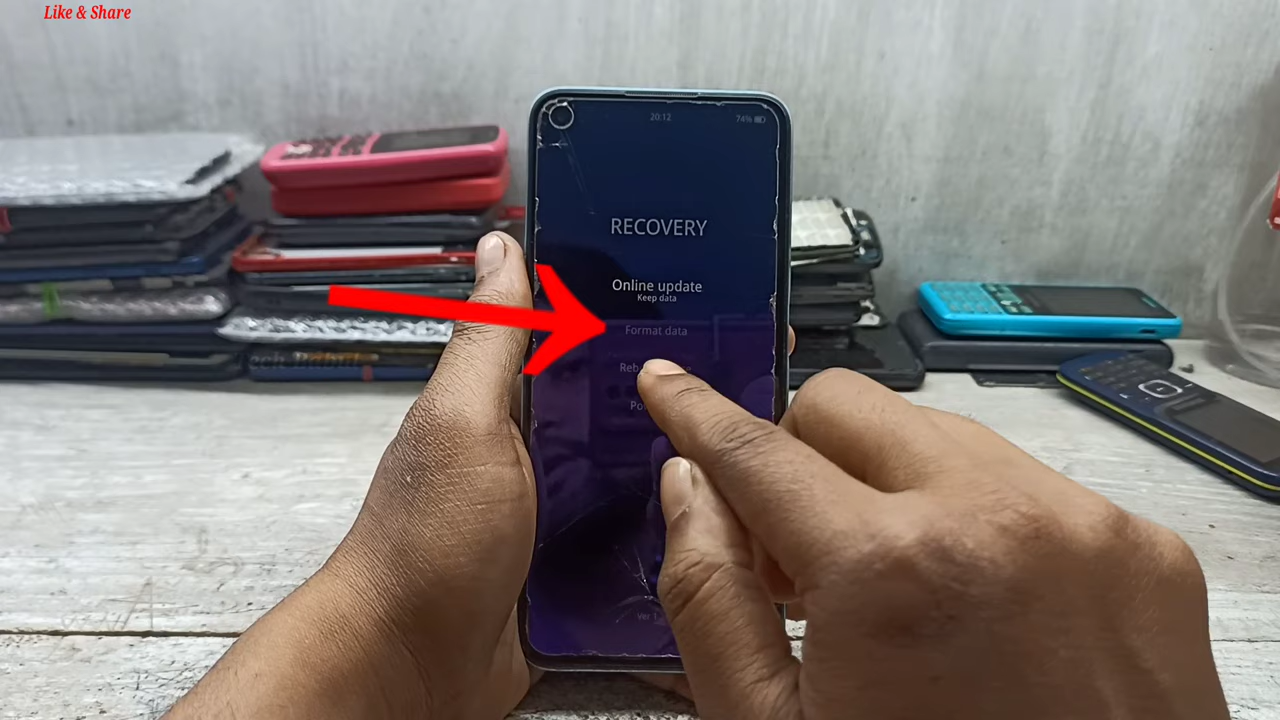 Like & Share
20:12
74%
RECOVERY
Online update
Keep data
Format data